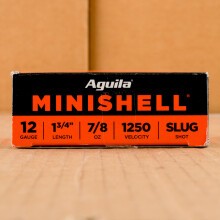 Aguila
MINISHELL®
12 1 3/4" 7/8 1250 SLUG
GAUGE LENGTH OZ VELOCITY SHOT